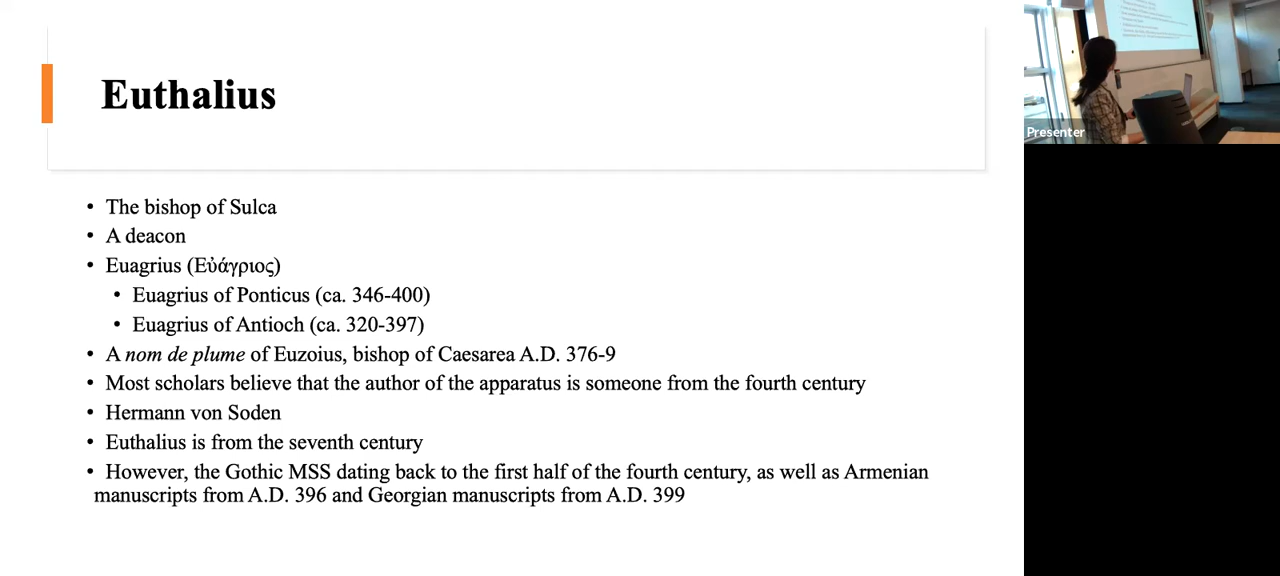 Euthalius
• The bishop of Sulca
• A deacon
• Euagrius (Εὐάγριος)
• Euagrius of Ponticus (ca. 346-400)
• Euagrius of Antioch (ca. 320-397)
• A nom de plume of Euzoius, bishop of Caesarea A.D. 376-9
• Most scholars believe that the author of the apparatus is someone from the fourth century
• Hermann von Soden
• Euthalius is from the seventh century
• However, the Gothic MSS dating back to the first half of the fourth century, as well as Armenian
manuscripts from A.D. 396 and Georgian manuscripts from A.D. 399
Presenter